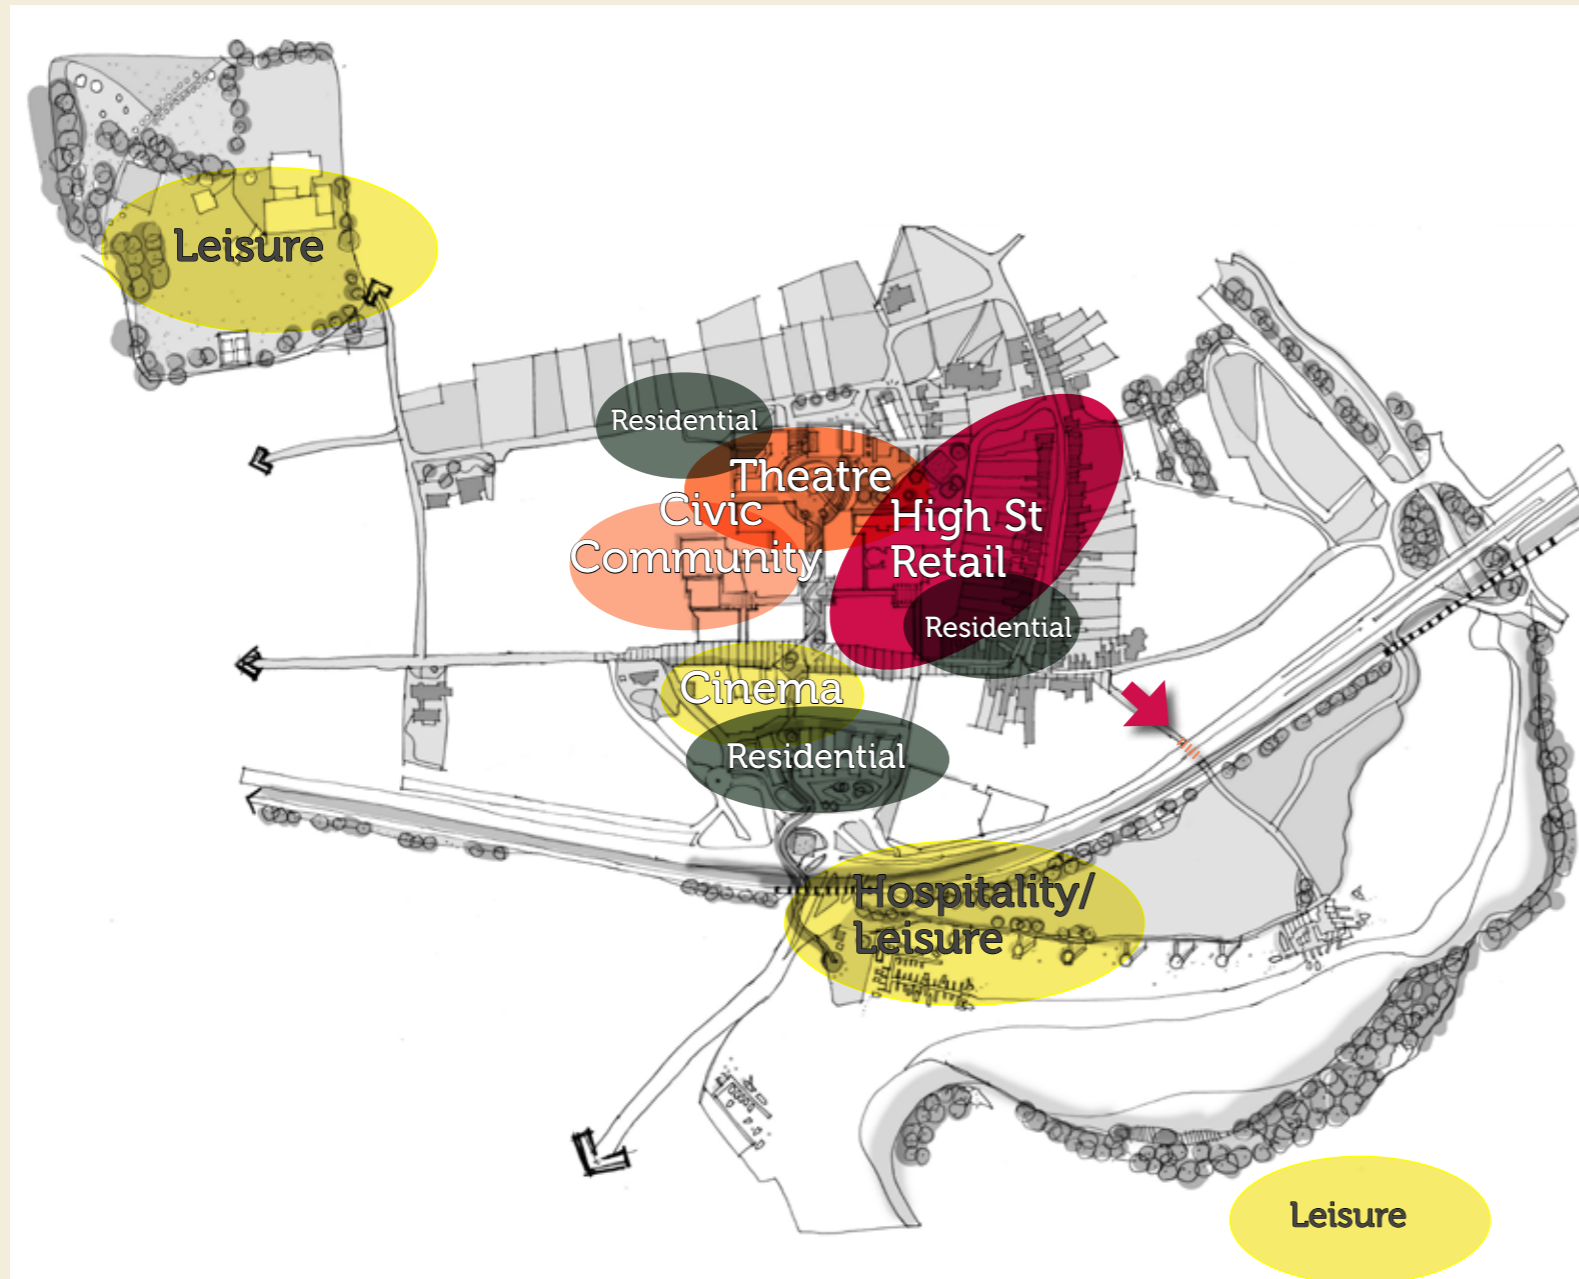 Leisure
Residential
Theatre
Civic
Community
High St
Retail
Residential
Cinema
Residential
Hospitality/
Leisure
Leisure